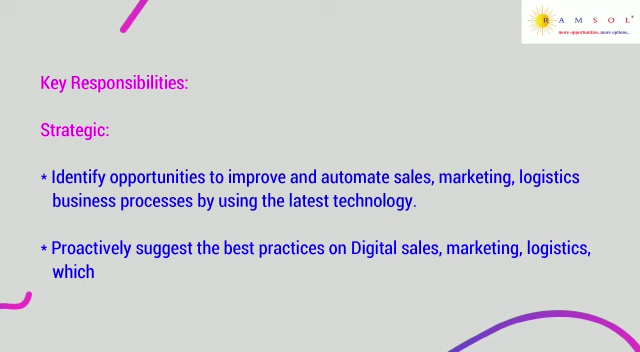 RAMSOL
more opportunities..more options..
Key Responsibilities:
Strategic:
* Identify opportunities to improve and automate sales, marketing, logistics
business processes by using the latest technology.
* Proactively suggest the best practices on Digital sales, marketing, logistics,
which